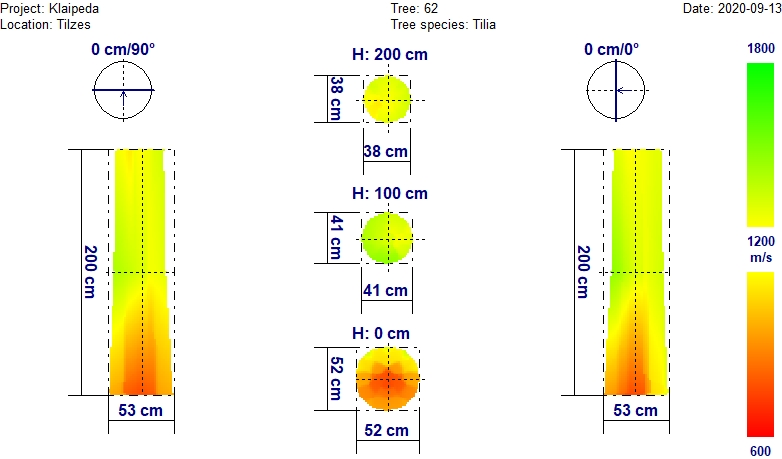 Project: Klaipeda
Tree: 62
Date: 2020-09-13
Location: Tilzes
Tree species: Tilia
0 cm/90°
H: 200 cm
0 cm/0°
1800
38 cm
38 cm
H: 100 cm
41 cm
41 cm
200 cm
200 cm
1200
m/s
H: 0 cm
52 cm
52 cm
53 cm
53 cm
600